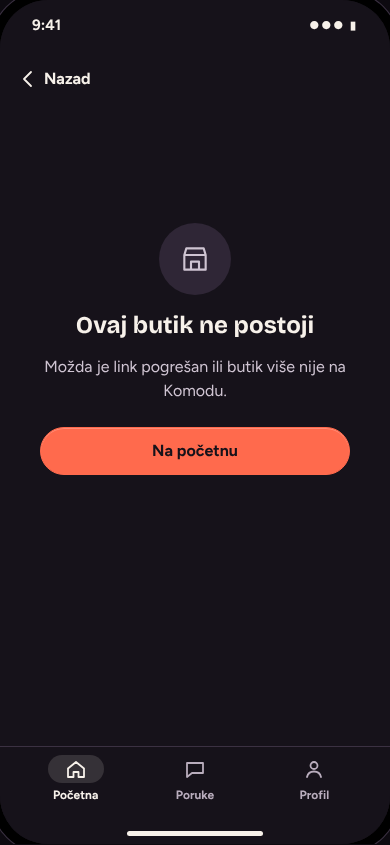 9:41
Nazad
Ovaj butik ne postoji
Možda je link pogrešan ili butik više nije na
Komodu.
Na početnu
Početna
Poruke
Profil